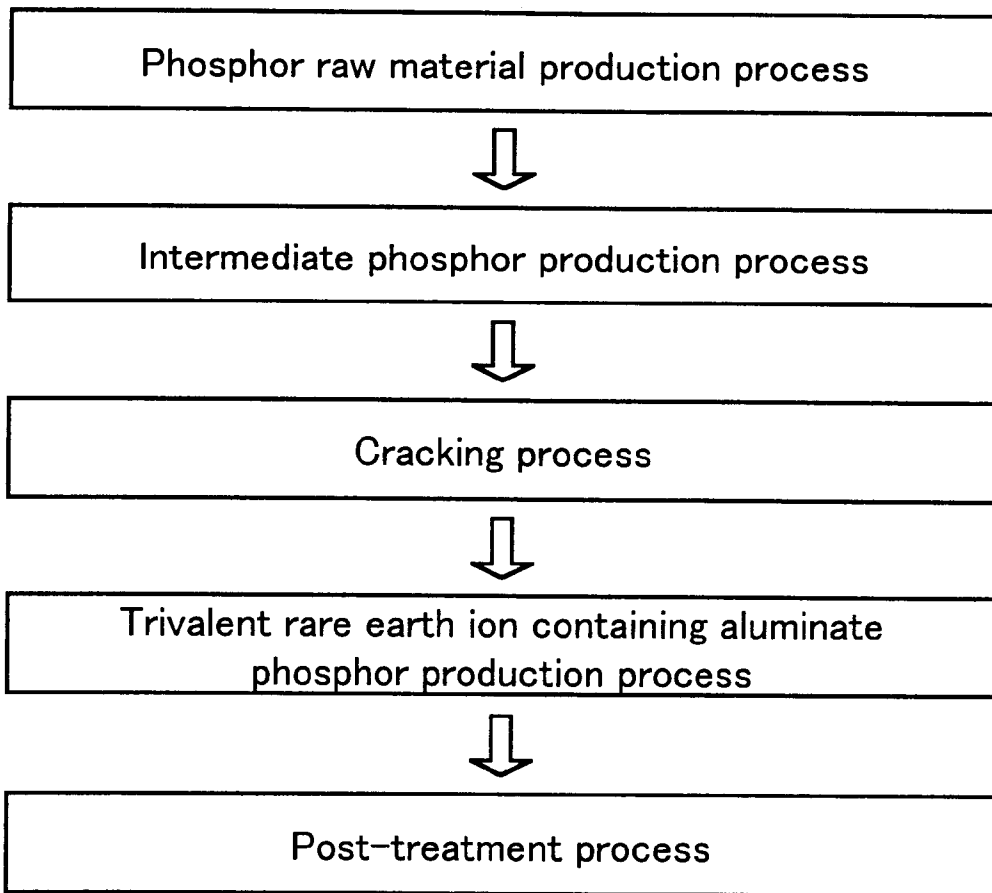 Phosphor raw material production process
Intermediate phosphor production process
Cracking process
Trivalent rare earth ion containing aluminate
phosphor production process
Post-treatment process